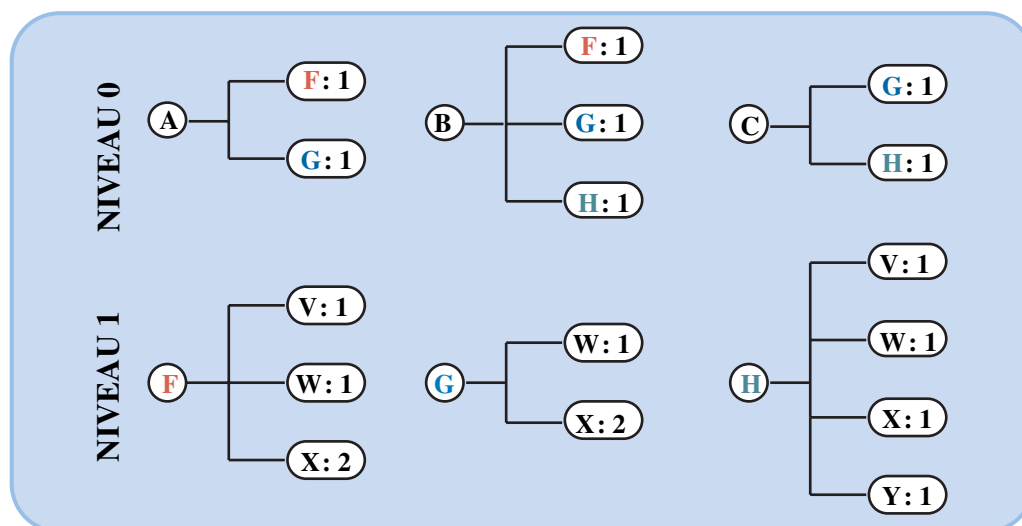 NIVEAU 0
A
F: 1
G: 1
B
F: 1
G: 1
H: 1
C
G: 1
H: 1
NIVEAU 1
F
V: 1
W: 1
X: 2
G
W: 1
X: 2
H
V: 1
W: 1
X: 1
Y: 1